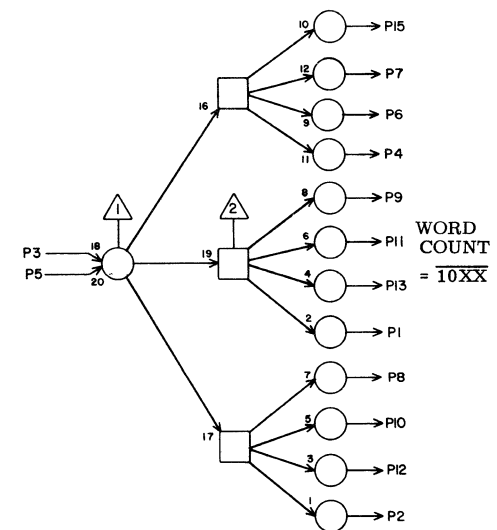 10 P15
12 P7
16
9 P6
11 P4
1 2
8 P9
WORD
COUNT
= 10XX
6 P11
P3 18
19
4 P13
P5 20
2 P1
7 P8
17
5 P10
3 P12
1 P2